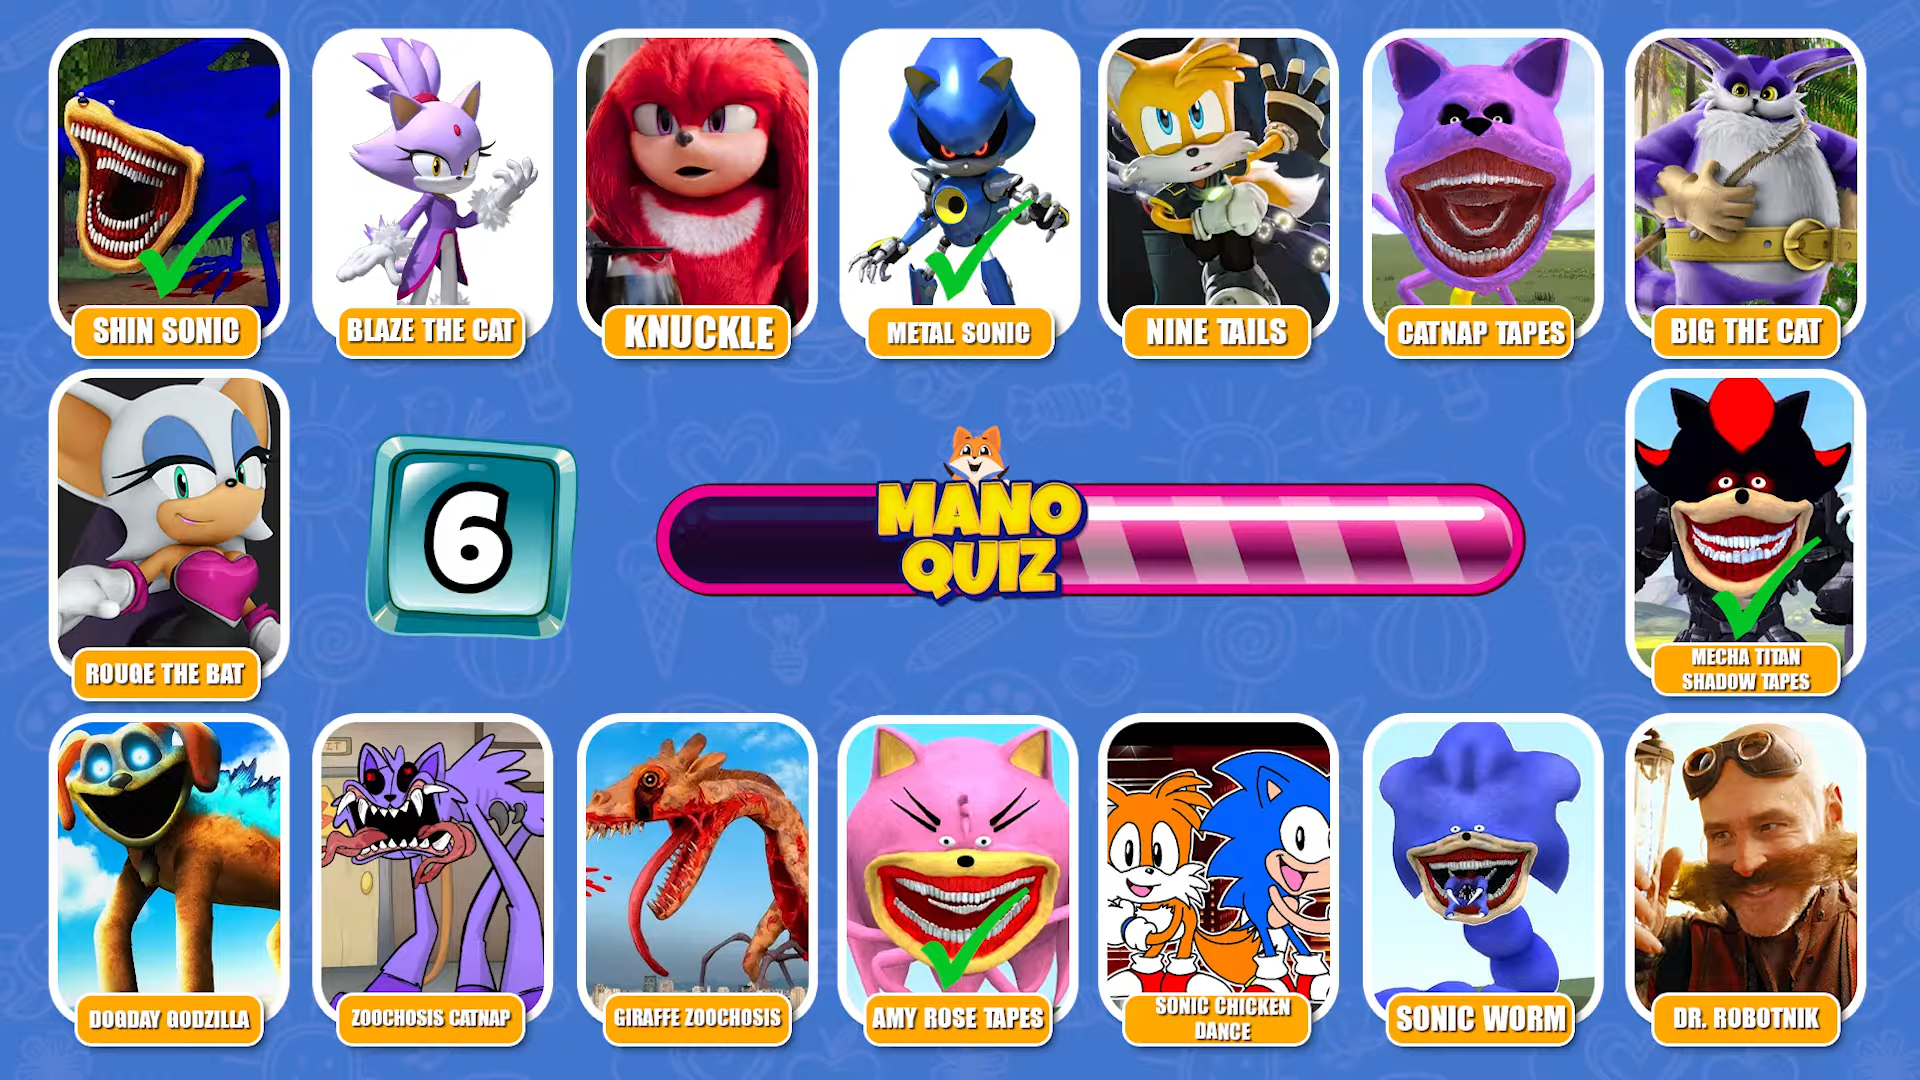 SHIN SONIC
BLAZE THE CAT
KNUCKLE
METAL SONIC
NINE TAILS
CATNAP TAPES
BIG THE CAT
ROUGE THE BAT
6
MANO
QUIZ
MECHA TITAN
SHADOW TAPES
DOGDAY GODZILLA
ZOOCHOSIS CATNAP
GIRAFFE ZOOCHOSIS
AMY ROSE TAPES
SONIC CHICKEN
DANCE
SONIC WORM
DR. ROBOTNIK